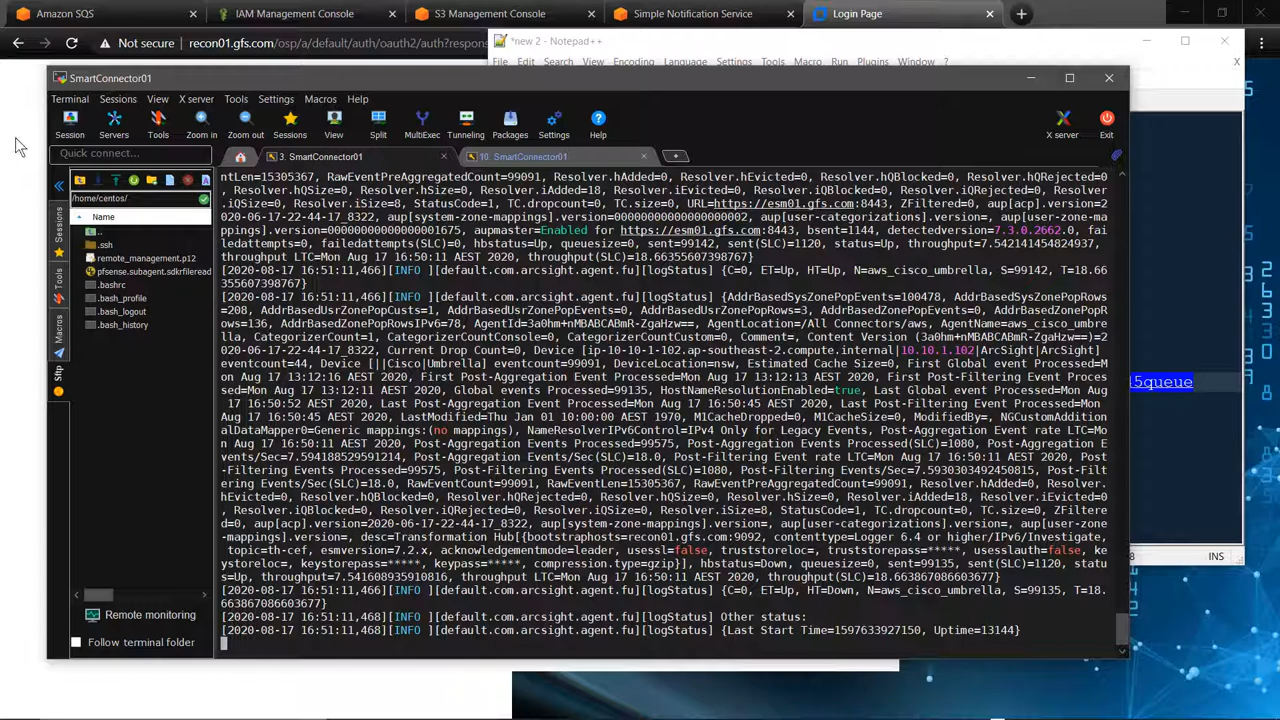 Amazon SQS
IAM Management Console
S3 Management Console
Simple Notification Service
Login Page
Not secure
recon01.gfs.com/osp/a/default/auth/oauth2/auth?respons
*new 2 - Notepad++
File Edit Search View Encoding Language Settings Tools Macro Run Plugins Window ?
X
SmartConnector01
Terminal Sessions View X server Tools Settings Macros Help
Session Servers Tools Zoom in Zoom out Sessions View Split MultiExec Tunneling Packages Settings Help
X server Exit
Quick connect...
3. SmartConnector01
10. SmartConnector01
/home/centos/
Name
..
.ssh
remote_management.p12
pfsense.subagent.sdkrfileread
.bashrc
.bash_profile
.bash_logout
.bash_history
Sessions
Tools
Macros
Sftp
Remote monitoring
Follow terminal folder
ntLen=15305367, RawEventPreAggregatedCount=99091, Resolver.hAdded=0, Resolver.hEvicted=0, Resolver.hQBlocked=0, Resolver.hQRejected=0
, Resolver.hQSize=0, Resolver.hSize=0, Resolver.iAdded=18, Resolver.iEvicted=0, Resolver.iQBlocked=0, Resolver.iQRejected=0, Resolver
.iQSize=0, Resolver.iSize=8, StatusCode=1, TC.dropcount=0, TC.size=0, URL=https://esm01.gfs.com:8443, ZFiltered=0, aup[acp].version=2
020-06-17-22-44-17_8322, aup[system-zone-mappings].version=00000000000000000002, aup[user-categorizations].version=, aup[user-zone-ma
ppings].version=00000000000000001675, aupmaster=Enabled for https://esm01.gfs.com:8443, bsent=1144, detectedversion=7.3.0.2662.0, fai
ledattempts=0, failedattempts(SLC)=0, hbstatus=Up, queuesize=0, sent=99142, sent(SLC)=1120, status=Up, throughput=7.542141454824937,
throughput LTC=Mon Aug 17 16:50:11 AEST 2020, throughput(SLC)=18.66355607398767}
[2020-08-17 16:51:11,466][INFO ][default.com.arcsight.agent.fu][logStatus] {C=0, ET=Up, HT=Up, N=aws_cisco_umbrella, S=99142, T=18.66
355607398767}
[2020-08-17 16:51:11,466][INFO ][default.com.arcsight.agent.fu][logStatus] {AddrBasedSysZonePopEvents=100478, AddrBasedSysZonePopRows
=208, AddrBasedUsrZonePopCusts=1, AddrBasedUsrZonePopEvents=0, AddrBasedUsrZonePopRows=3, AddrBasedZonePopEvents=0, AddrBasedZonePopR
ows=136, AddrBasedZonePopRowsIPv6=78, AgentId=3a0hm+nMBABCABmR-ZgaHzw==, AgentLocation=/All Connectors/aws, AgentName=aws_cisco_umbre
lla, CategorizerCount=1, CategorizerCountConsole=0, CategorizerCountCustom=0, Comment=, Content Version (3a0hm+nMBABCABmR-ZgaHzw==)=2
020-06-17-22-44-17_8322, Current Drop Count=0, Device [ip-10-10-1-102.ap-southeast-2.compute.internal|10.10.1.102|ArcSight|ArcSight]
eventcount=44, Device [||Cisco|Umbrella] eventcount=99091, DeviceLocation=nsw, Estimated Cache Size=0, First Global event Processed=M
on Aug 17 13:12:16 AEST 2020, First Post-Aggregation Event Processed=Mon Aug 17 13:12:13 AEST 2020, First Post-Filtering Event Proces
sed=Mon Aug 17 13:12:13 AEST 2020, Global events Processed=99135, HostNameResolutionEnabled=true, Last Global event Processed=Mon Aug
17 16:50:52 AEST 2020, Last Post-Aggregation Event Processed=Mon Aug 17 16:50:45 AEST 2020, Last Post-Filtering Event Processed=Mon
Aug 17 16:50:45 AEST 2020, LastModified=Thu Jan 01 10:00:00 AEST 1970, M1CacheDropped=0, M1CacheSize=0, ModifiedBy=, NGCustomAddition
alDataMapper0=Generic mappings:(no mappings), NameResolverIPv6Control=IPv4 Only for Legacy Events, Post-Aggregation Event rate LTC=Mo
n Aug 17 16:50:11 AEST 2020, Post-Aggregation Events Processed=99575, Post-Aggregation Events Processed(SLC)=1080, Post-Aggregation E
vents/Sec=7.594188529591214, Post-Aggregation Events/Sec(SLC)=18.0, Post-Filtering Event rate LTC=Mon Aug 17 16:50:11 AEST 2020, Post
-Filtering Events Processed=99575, Post-Filtering Events Processed(SLC)=1080, Post-Filtering Events/Sec=7.5930303492450815, Post-Filt
ering Events/Sec(SLC)=18.0, RawEventCount=99091, RawEventLen=15305367, RawEventPreAggregatedCount=99091, Resolver.hAdded=0, Resolver.
hEvicted=0, Resolver.hQBlocked=0, Resolver.hQRejected=0, Resolver.hQSize=0, Resolver.hSize=0, Resolver.iAdded=18, Resolver.iEvicted=0
, Resolver.iQBlocked=0, Resolver.iQRejected=0, Resolver.iQSize=0, Resolver.iSize=8, StatusCode=1, TC.dropcount=0, TC.size=0, ZFiltere
d=0, aup[acp].version=2020-06-17-22-44-17_8322, aup[system-zone-mappings].version=, aup[user-categorizations].version=, aup[user-zone
-mappings].version=, desc=Transformation Hub[{bootstraphosts=recon01.gfs.com:9092, contenttype=Logger 6.4 or higher/IPv6/Investigate,
topic=th-cef, esmversion=7.2.x, acknowledgementmode=leader, usessl=false, truststoreloc=, truststorepass=*****, usesslauth=false, ke
ystoreloc=, keystorepass=*****, keypass=*****, compression.type=gzip}], hbstatus=Down, queuesize=0, sent=99135, sent(SLC)=1120, statu
s=Up, throughput=7.541608935910816, throughput LTC=Mon Aug 17 16:50:11 AEST 2020, throughput(SLC)=18.663867086603677}
[2020-08-17 16:51:11,466][INFO ][default.com.arcsight.agent.fu][logStatus] {C=0, ET=Up, HT=Down, N=aws_cisco_umbrella, S=99135, T=18.
663867086603677}
[2020-08-17 16:51:11,468][INFO ][default.com.arcsight.agent.fu][logStatus] Other status:
[2020-08-17 16:51:11,468][INFO ][default.com.arcsight.agent.fu][logStatus] {Last Start Time=1597633927150, Uptime=13144}
5queue
INS